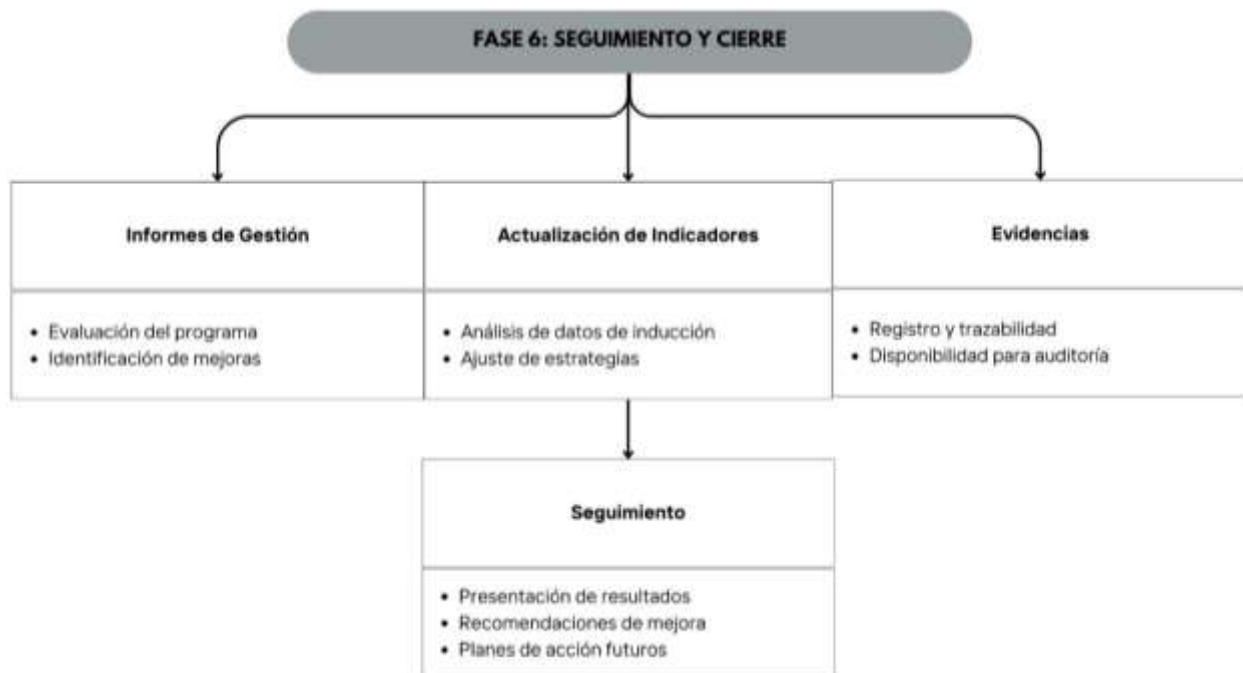 FASE 6: SEGUIMIENTO Y CIERRE
Informes de Gestión
• Evaluación del programa
• Identificación de mejoras
Actualización de Indicadores
• Análisis de datos de inducción
• Ajuste de estrategias
Evidencias
• Registro y trazabilidad
• Disponibilidad para auditoría
Seguimiento
• Presentación de resultados
• Recomendaciones de mejora
• Planes de acción futuros